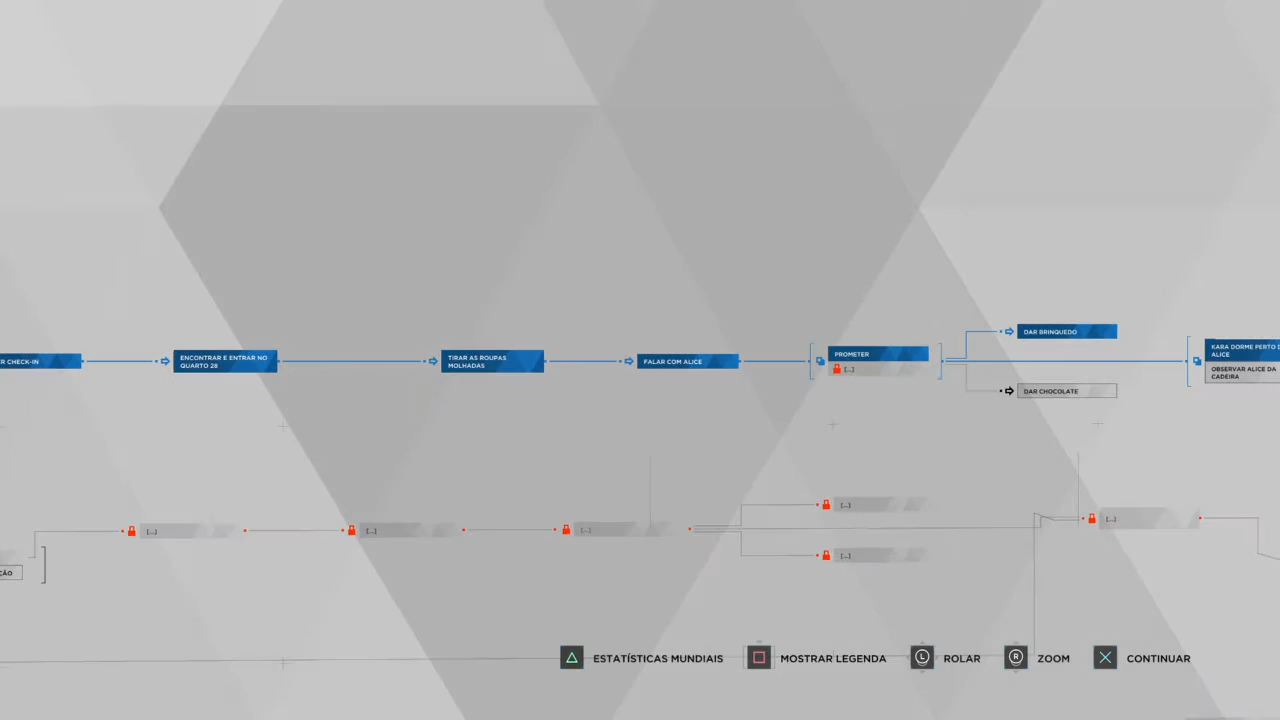 DAR BRINQUEDO
KARA DORME PERTO D
ALICE
PROMETER
[...]
ER CHECK-IN
ENCONTRAR E ENTRAR NO
QUARTO 28
TIRAR AS ROUPAS
MOLHADAS
FALAR COM ALICE
OBSERVAR ALICE DA
CADEIRA
DAR CHOCOLATE
[...]
[...]
[...]
[...]
[...]
[...]
ÇÃO
ESTATÍSTICAS MUNDIAIS
MOSTRAR LEGENDA
L ROLAR
R ZOOM
CONTINUAR